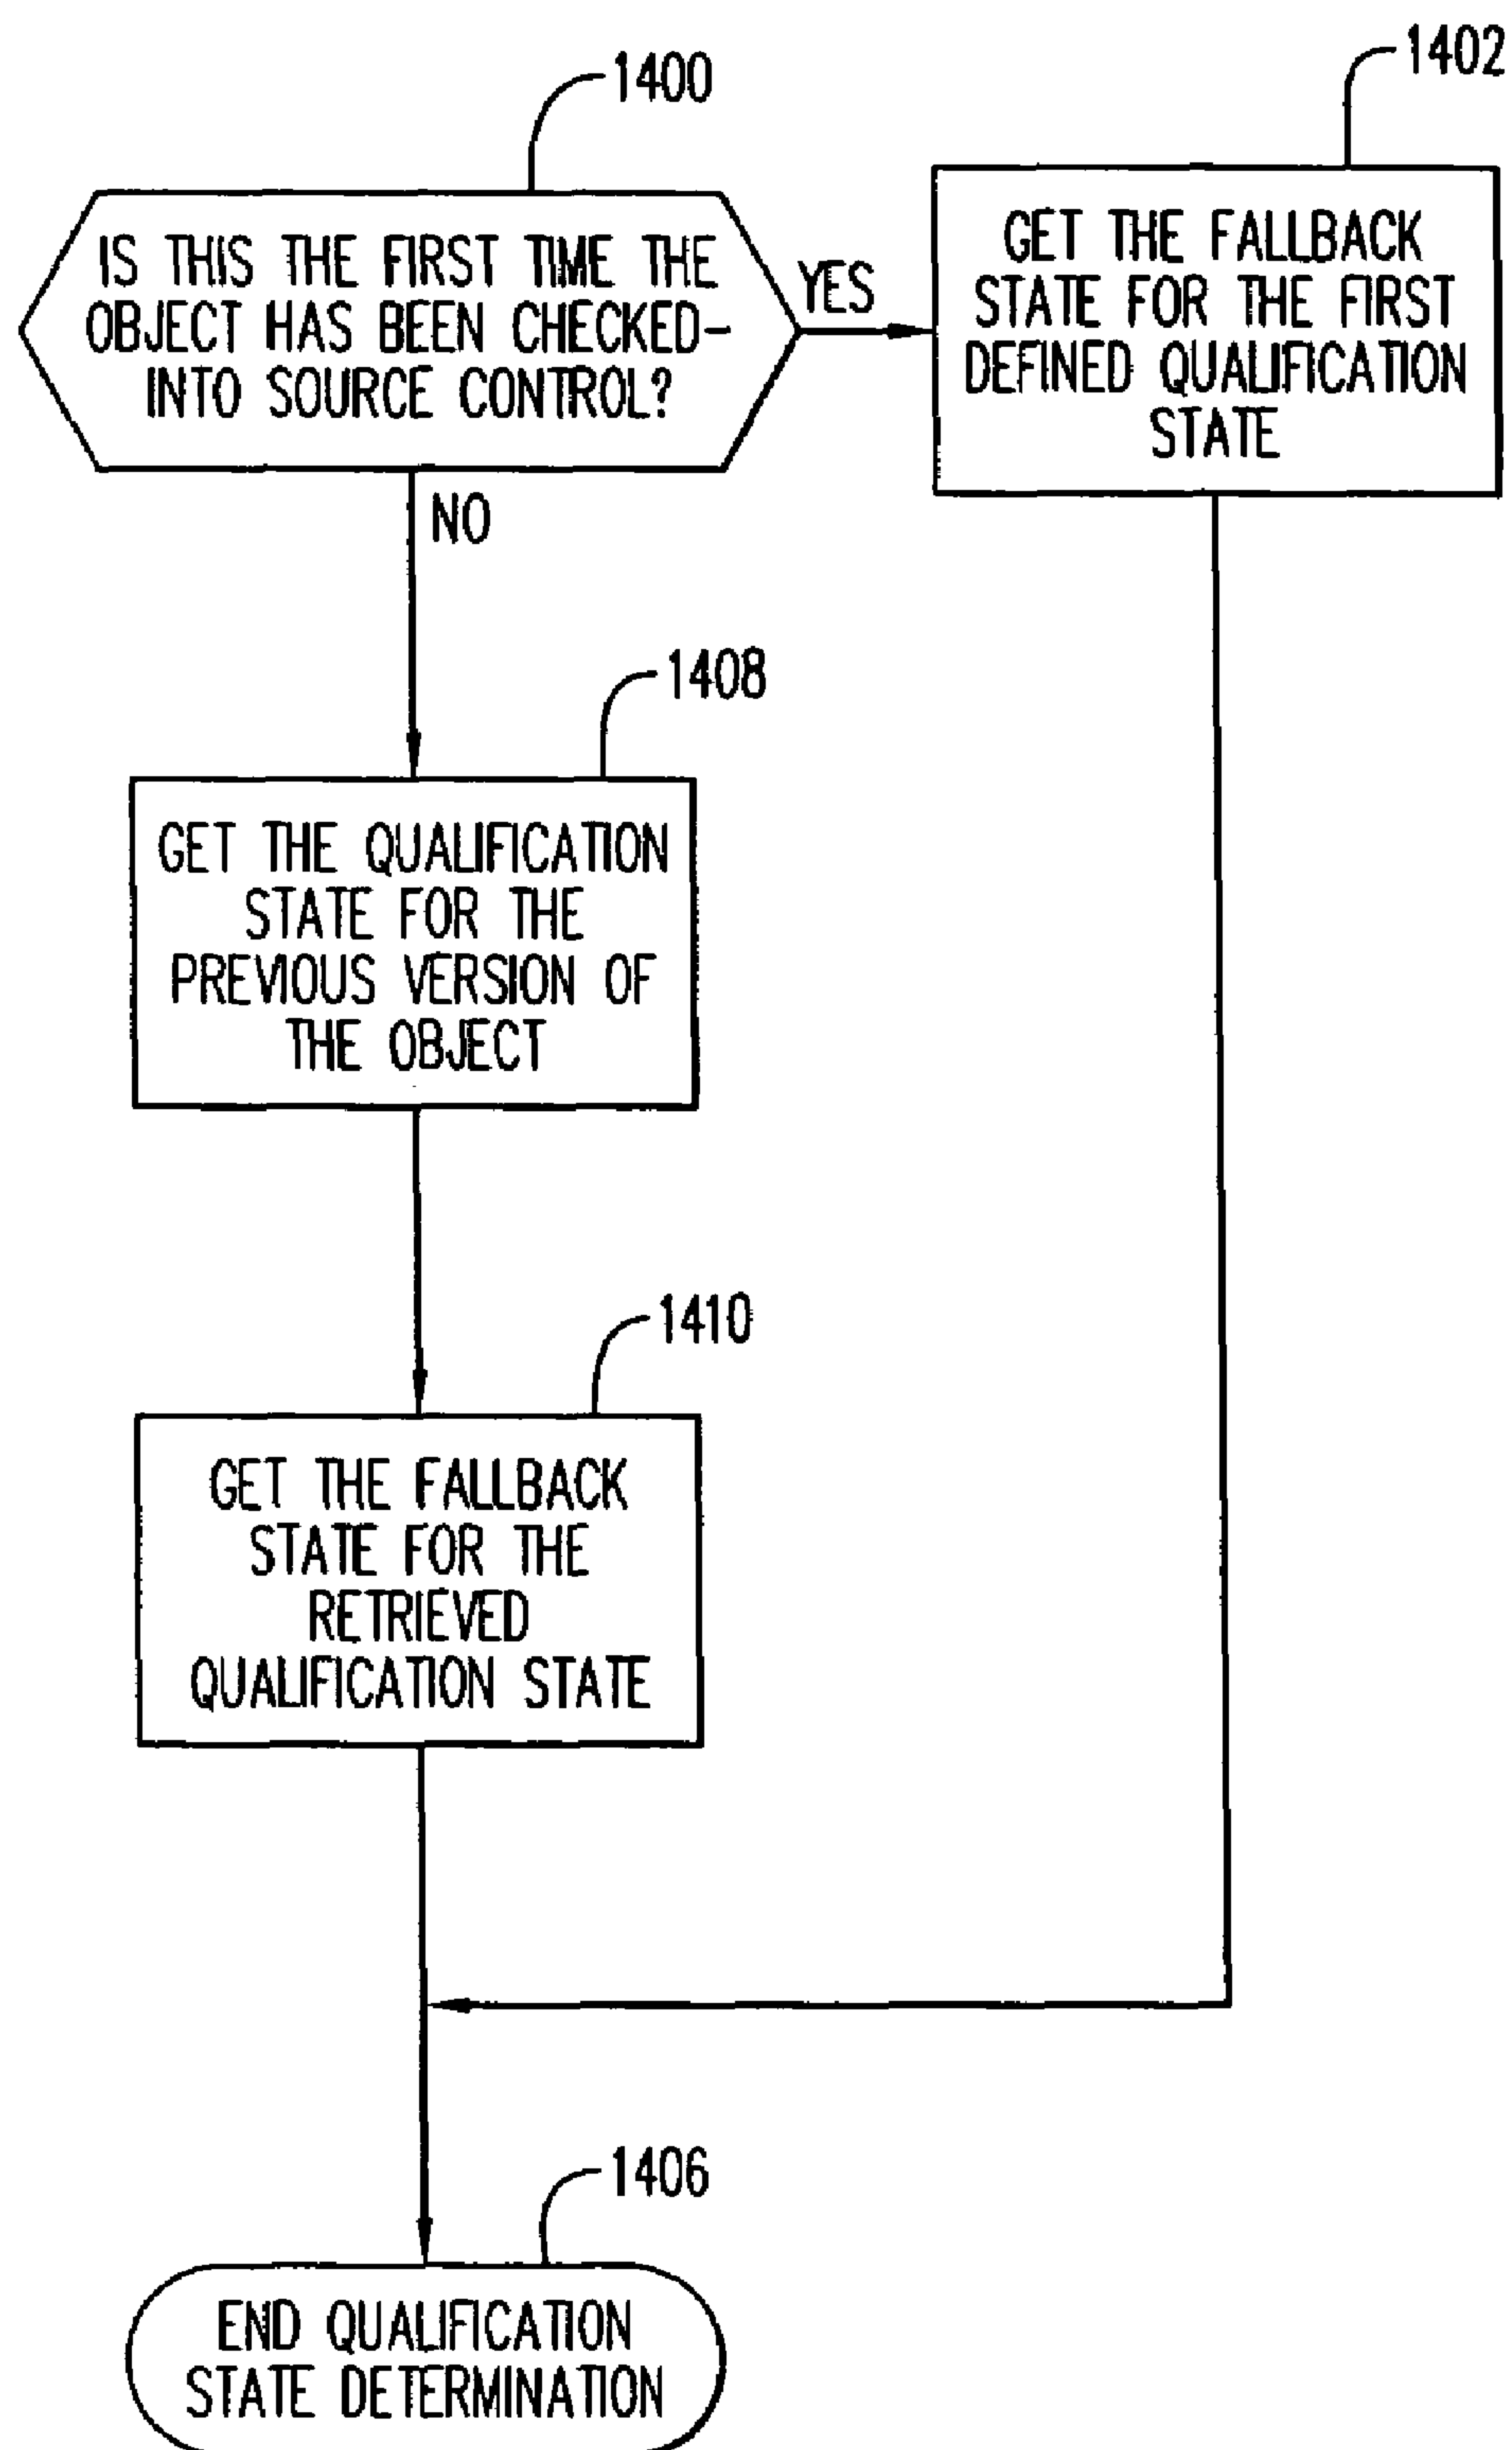 1400
1402
IS THIS THE FIRST TIME THE
OBJECT HAS BEEN CHECKED-
INTO SOURCE CONTROL?
YES
GET THE FALLBACK
STATE FOR THE FIRST
DEFINED QUALIFICATION
STATE
NO
1408
GET THE QUALIFICATION
STATE FOR THE
PREVIOUS VERSION OF
THE OBJECT
1410
GET THE FALLBACK
STATE FOR THE
RETRIEVED
QUALIFICATION STATE
1406
END QUALIFICATION
STATE DETERMINATION